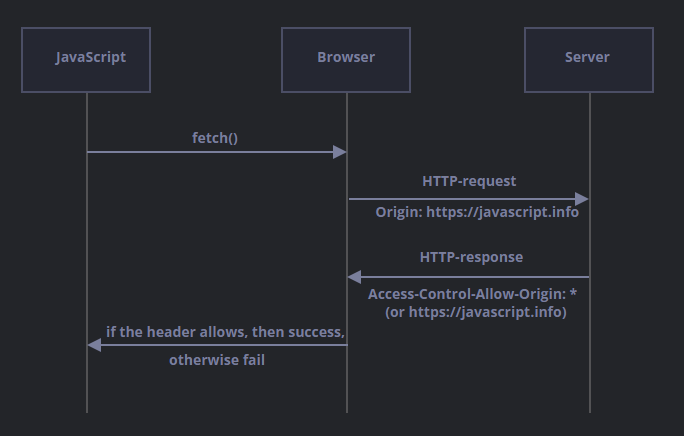 JavaScript
Browser
Server
fetch()
HTTP-request
Origin: https://javascript.info
HTTP-response
Access-Control-Allow-Origin: *
(or https://javascript.info)
if the header allows, then success,
otherwise fail